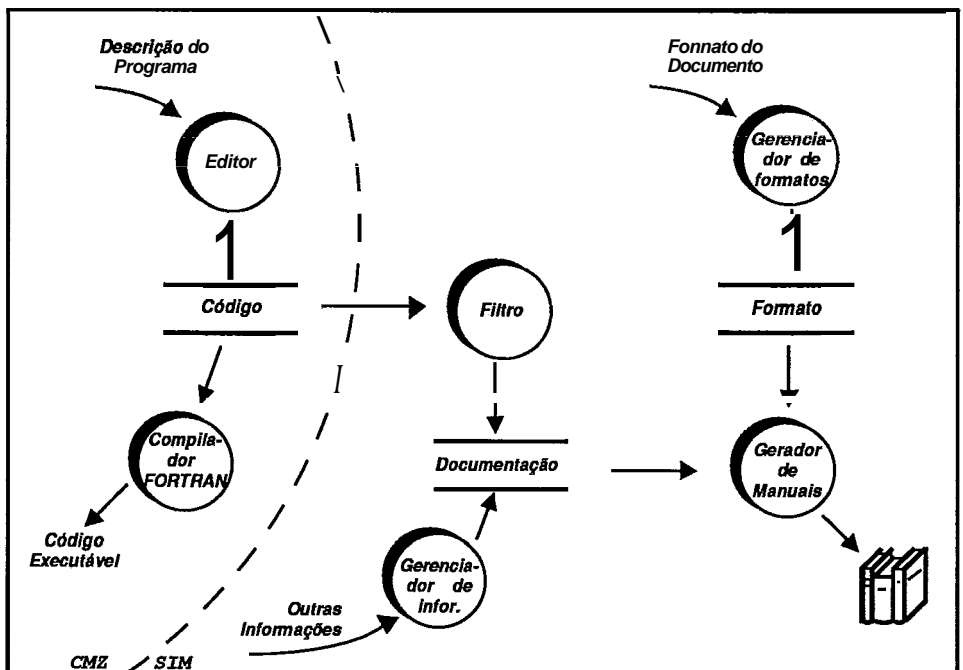 Descrição do
Programa
Fonnato do
Documento
Editor
Gerencia-
dor de
formatos
1
1
Código
Filtro
Formato
Compila-
dor
FORTRAN
Documentação
Gerador
de
Manuais
Código
Executável
Gerencia-
dor de
infor.
Outras
Informações
CMZ
SIM